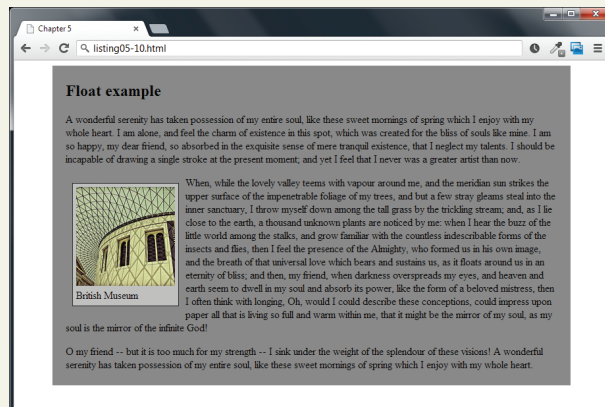 Chapter 5
listing05-10.html
Float example
A wonderful serenity has taken possession of my entire soul, like these sweet mornings of spring which I enjoy with my
whole heart. I am alone, and feel the charm of existence in this spot, which was created for the bliss of souls like mine. I am
so happy, my dear friend, so absorbed in the exquisite sense of mere tranquil existence, that I neglect my talents. I should be
incapable of drawing a single stroke at the present moment; and yet I feel that I never was a greater artist than now.
When, while the lovely valley teems with vapour around me, and the meridian sun strikes the
upper surface of the impenetrable foliage of my trees, and but a few stray gleams steal into the
inner sanctuary, I throw myself down among the tall grass by the trickling stream; and, as I lie
close to the earth, a thousand unknown plants are noticed by me: when I hear the buzz of the
little world among the stalks, and grow familiar with the countless indescribable forms of the
insects and flies, then I feel the presence of the Almighty, who formed us in his own image,
and the breath of that universal love which bears and sustains us, as it floats around us in an
eternity of bliss; and then, my friend, when darkness overspreads my eyes, and heaven and
earth seem to dwell in my soul and absorb its power, like the form of a beloved mistress, then
I often think with longing, Oh, would I could describe these conceptions, could impress upon
paper all that is living so full and warm within me, that it might be the mirror of my soul, as my
soul is the mirror of the infinite God!
British Museum
O my friend -- but it is too much for my strength -- I sink under the weight of the splendour of these visions! A wonderful
serenity has taken possession of my entire soul, like these sweet mornings of spring which I enjoy with my whole heart.